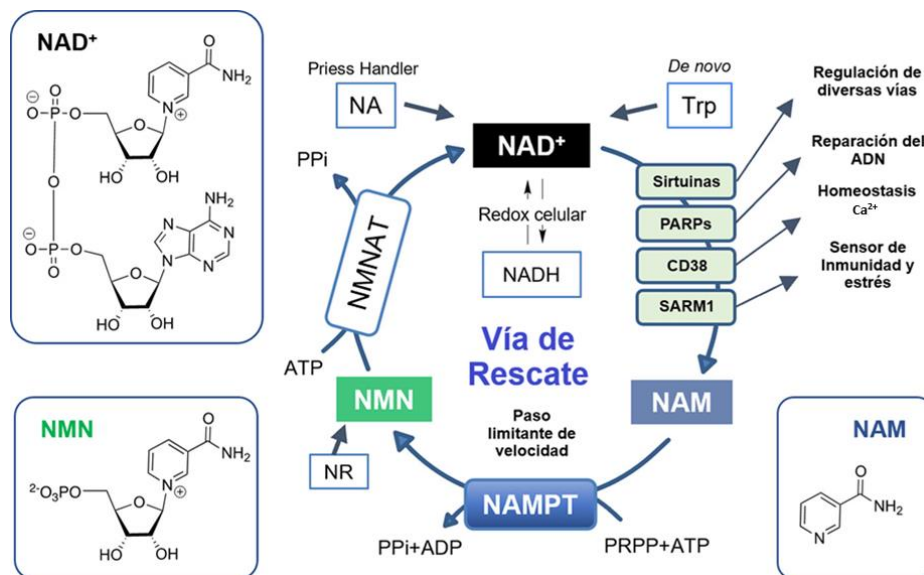 NAD⁺
O
NH₂
N
⊕
⊖
O
O
P
O
O
O
HO
OH
O
NH₂
N
N
N
N
⊖
O
O
P
O
O
HO
OH
Priess Handler
NA
De novo
Trp
NAD⁺
Redox celular
NADH
PPi
NMNAT
ATP
Sirtuinas
PARPs
CD38
SARM1
Regulación de
diversas vías
Reparación del
ADN
Homeostasis
Ca²⁺
Sensor de
Inmunidad y
estrés
Vía de
Rescate
NMN
NAM
NR
Paso
limitante de
velocidad
NAMPT
PPi+ADP
PRPP+ATP
NMN
O
NH₂
N
⊕
²⁻O₃PO
O
HO
OH
NAM
O
NH₂
N